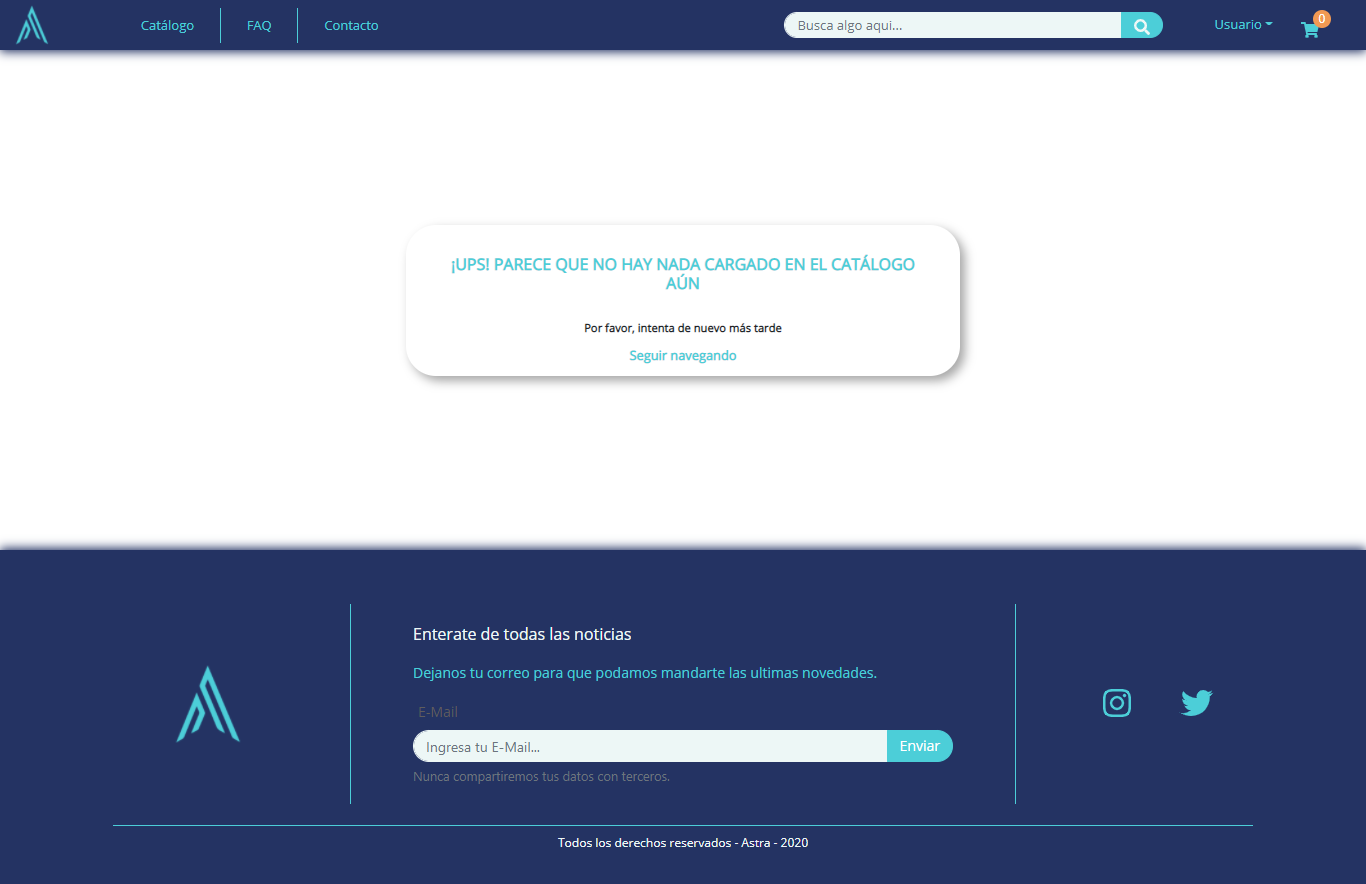 Catálogo
FAQ
Contacto
Busca algo aqui...
Usuario
0
¡UPS! PARECE QUE NO HAY NADA CARGADO EN EL CATÁLOGO
AÚN
Por favor, intenta de nuevo más tarde
Seguir navegando
Enterate de todas las noticias
Dejanos tu correo para que podamos mandarte las ultimas novedades.
E-Mail
Ingresa tu E-Mail...
Enviar
Nunca compartiremos tus datos con terceros.
Todos los derechos reservados - Astra - 2020